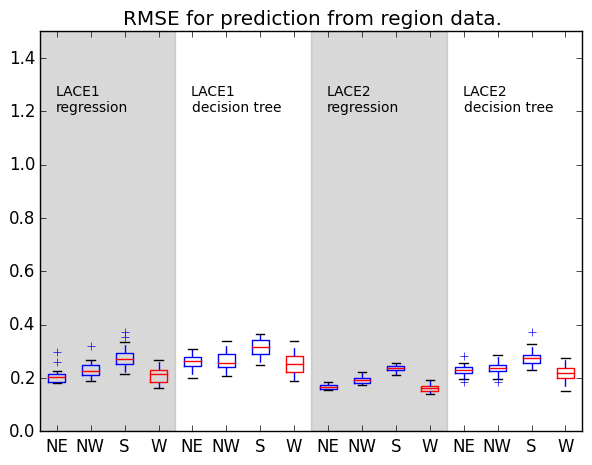 RMSE for prediction from region data.
1.4
1.2
1.0
0.8
0.6
0.4
0.2
0.0
LACE1
regression
LACE1
decision tree
LACE2
regression
LACE2
decision tree
NE NW S W NE NW S W NE NW S W NE NW S W